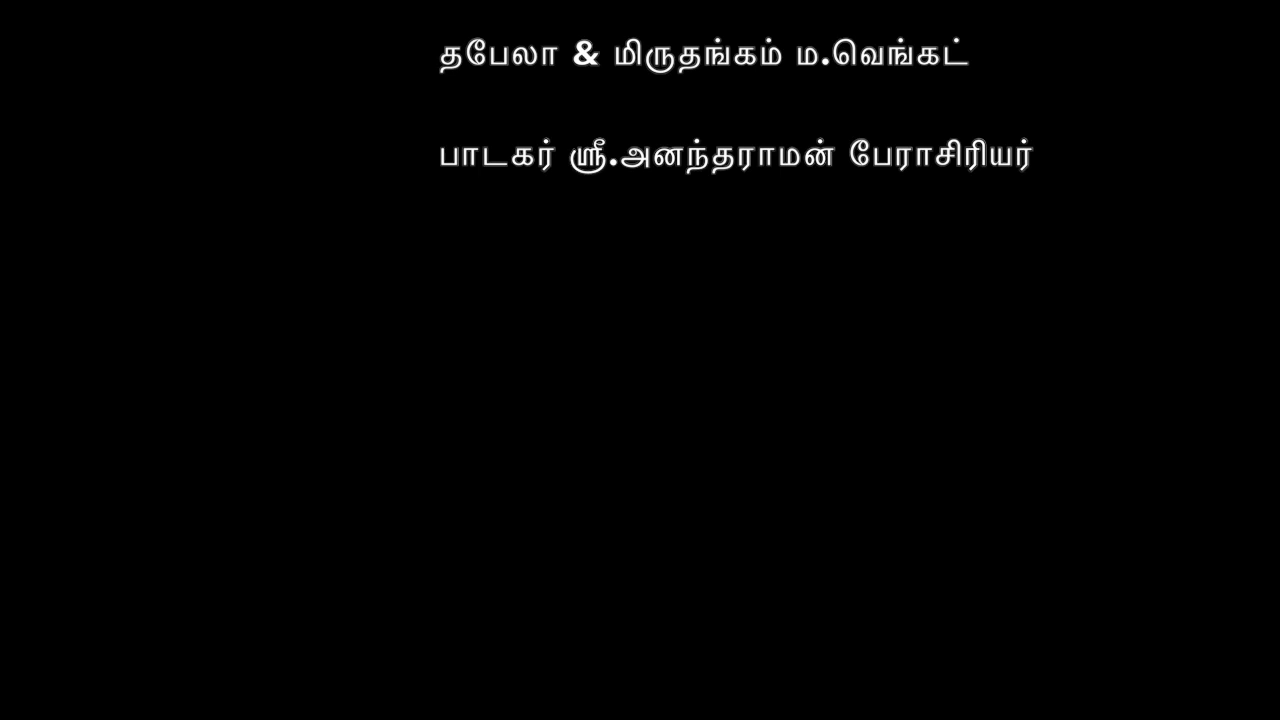 தபேலா & மிருதங்கம் ம.வெங்கட்
பாடகர் ஸ்ரீ.அனந்தராமன் பேராசிரியர்